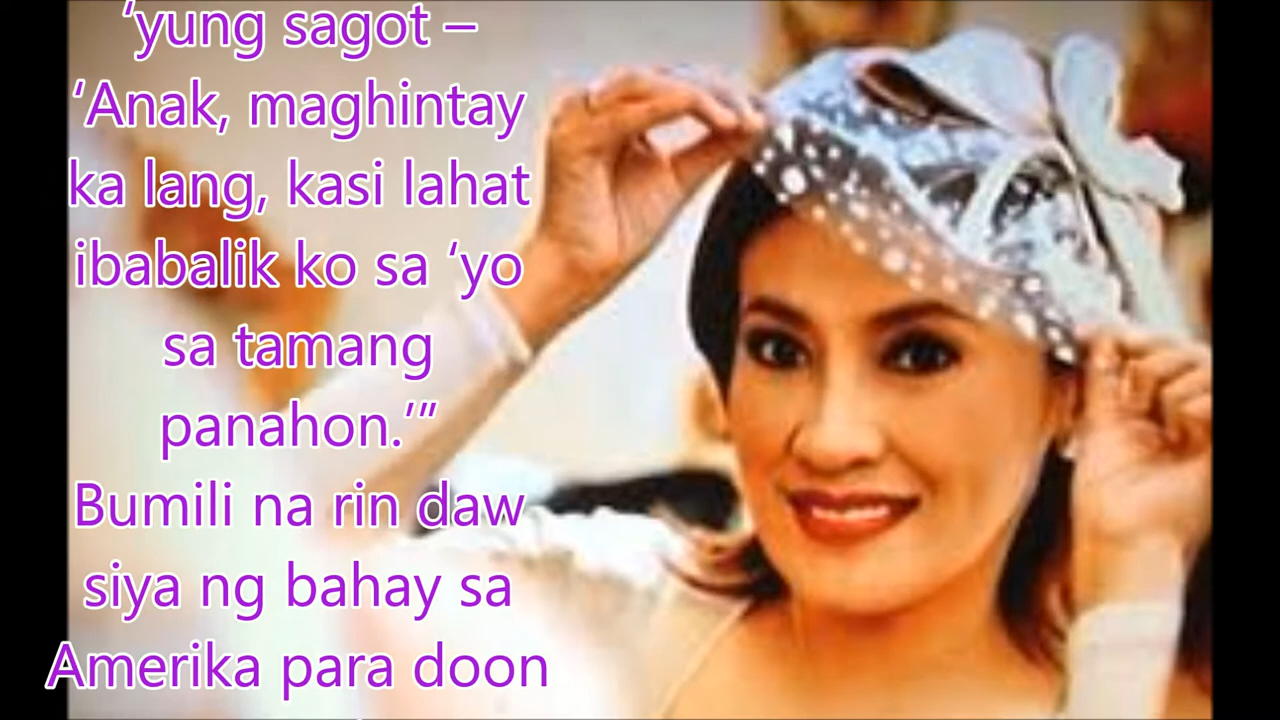 ‘yung sagot –
‘Anak, maghintay
ka lang, kasi lahat
ibabalik ko sa ‘yo
sa tamang
panahon.’”
Bumili na rin daw
siya ng bahay sa
Amerika para doon